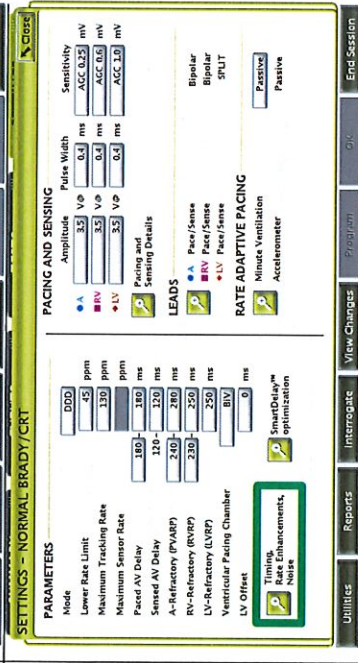 SETTINGS - NORMAL BRADY/CRT
Close
PARAMETERS
Mode DDD
Lower Rate Limit 45 ppm
Maximum Tracking Rate 130 ppm
Maximum Sensor Rate ppm
Paced AV Delay 180 - 180 ms
Sensed AV Delay 120 - 120 ms
A-Refractory (PVARP) 240 - 280 ms
RV-Refractory (RVRP) 230 - 250 ms
LV-Refractory (LVRP) 250 ms
Ventricular Pacing Chamber BiV
LV Offset 0 ms
Timing, Rate Enhancements, Noise
SmartDelay™ optimization
PACING AND SENSING
Amplitude Pulse Width Sensitivity
A 3.5 V 0.4 ms AGC 0.25 mV
RV 3.5 V 0.4 ms AGC 0.6 mV
LV 3.5 V 0.4 ms AGC 1.0 mV
Pacing and Sensing Details
LEADS
A Pace/Sense Bipolar
RV Pace/Sense Bipolar
LV Pace/Sense SPLIT
RATE ADAPTIVE PACING
Minute Ventilation Passive
Accelerometer Passive
Utilities Reports Interrogate View Changes Program End Session